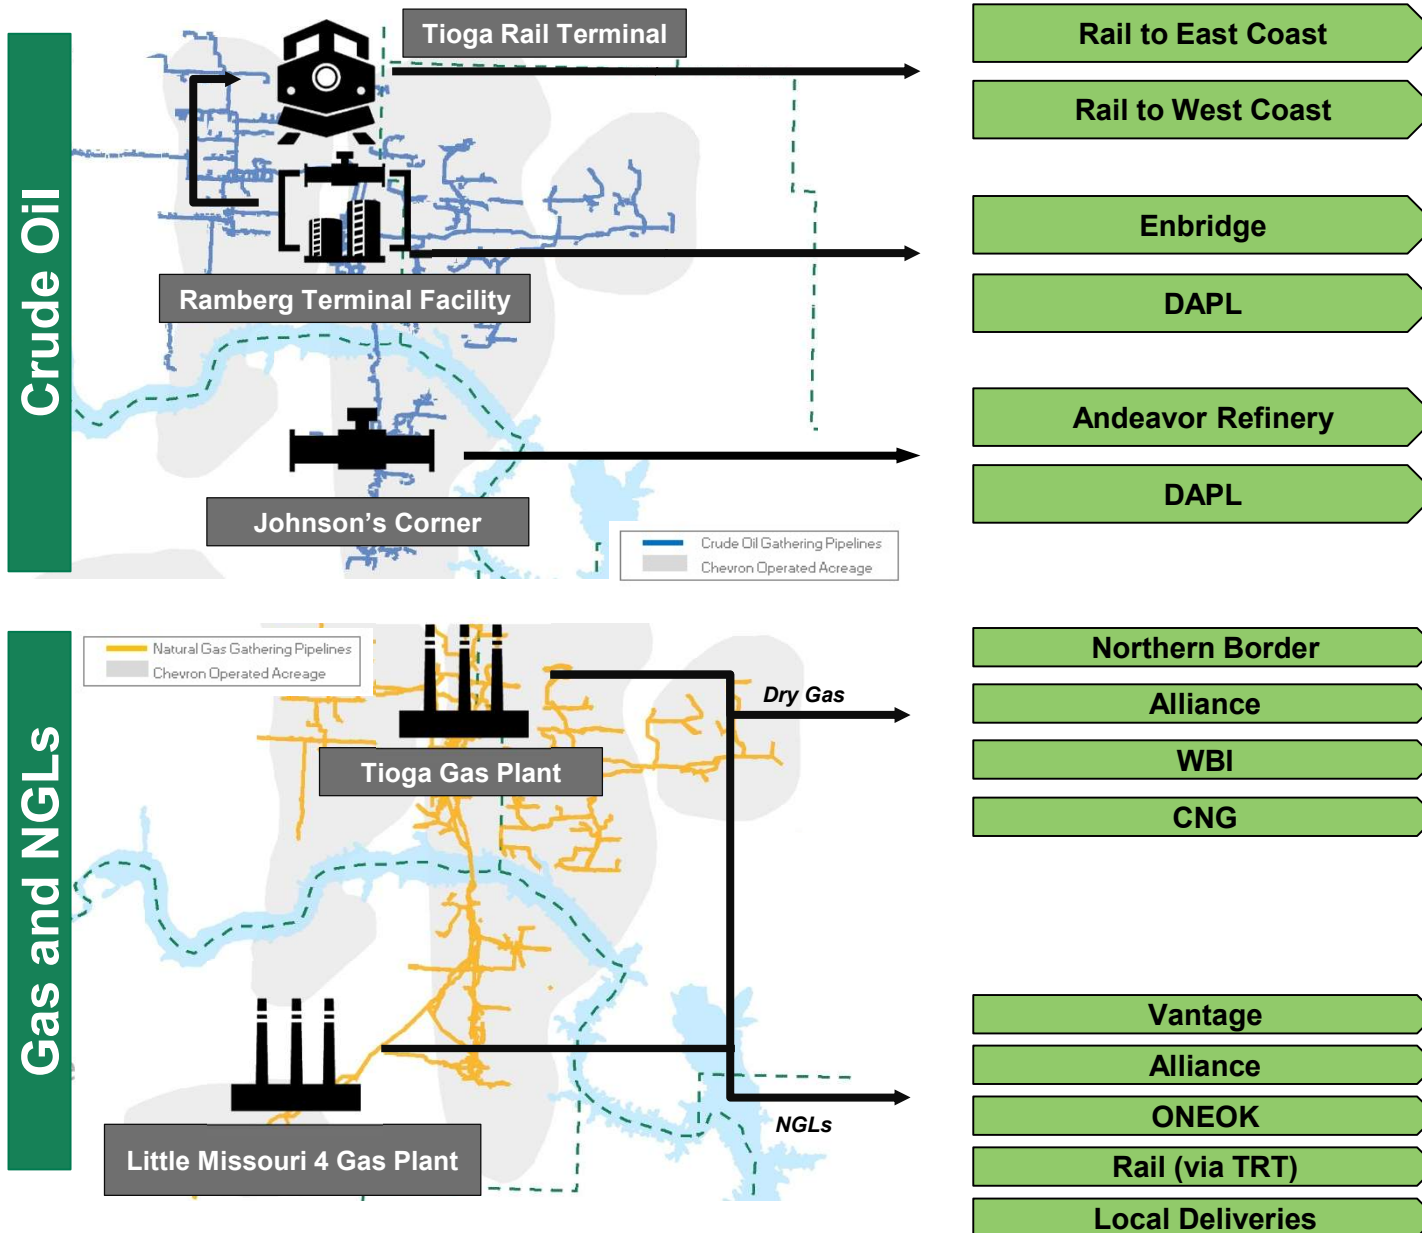 Crude Oil
Tioga Rail Terminal
Ramberg Terminal Facility
Johnson's Corner
Crude Oil Gathering Pipelines
Chevron Operated Acreage
Rail to East Coast
Rail to West Coast
Enbridge
DAPL
Andeavor Refinery
DAPL
Gas and NGLs
Natural Gas Gathering Pipelines
Chevron Operated Acreage
Tioga Gas Plant
Little Missouri 4 Gas Plant
Dry Gas
NGLs
Northern Border
Alliance
WBI
CNG
Vantage
Alliance
ONEOK
Rail (via TRT)
Local Deliveries